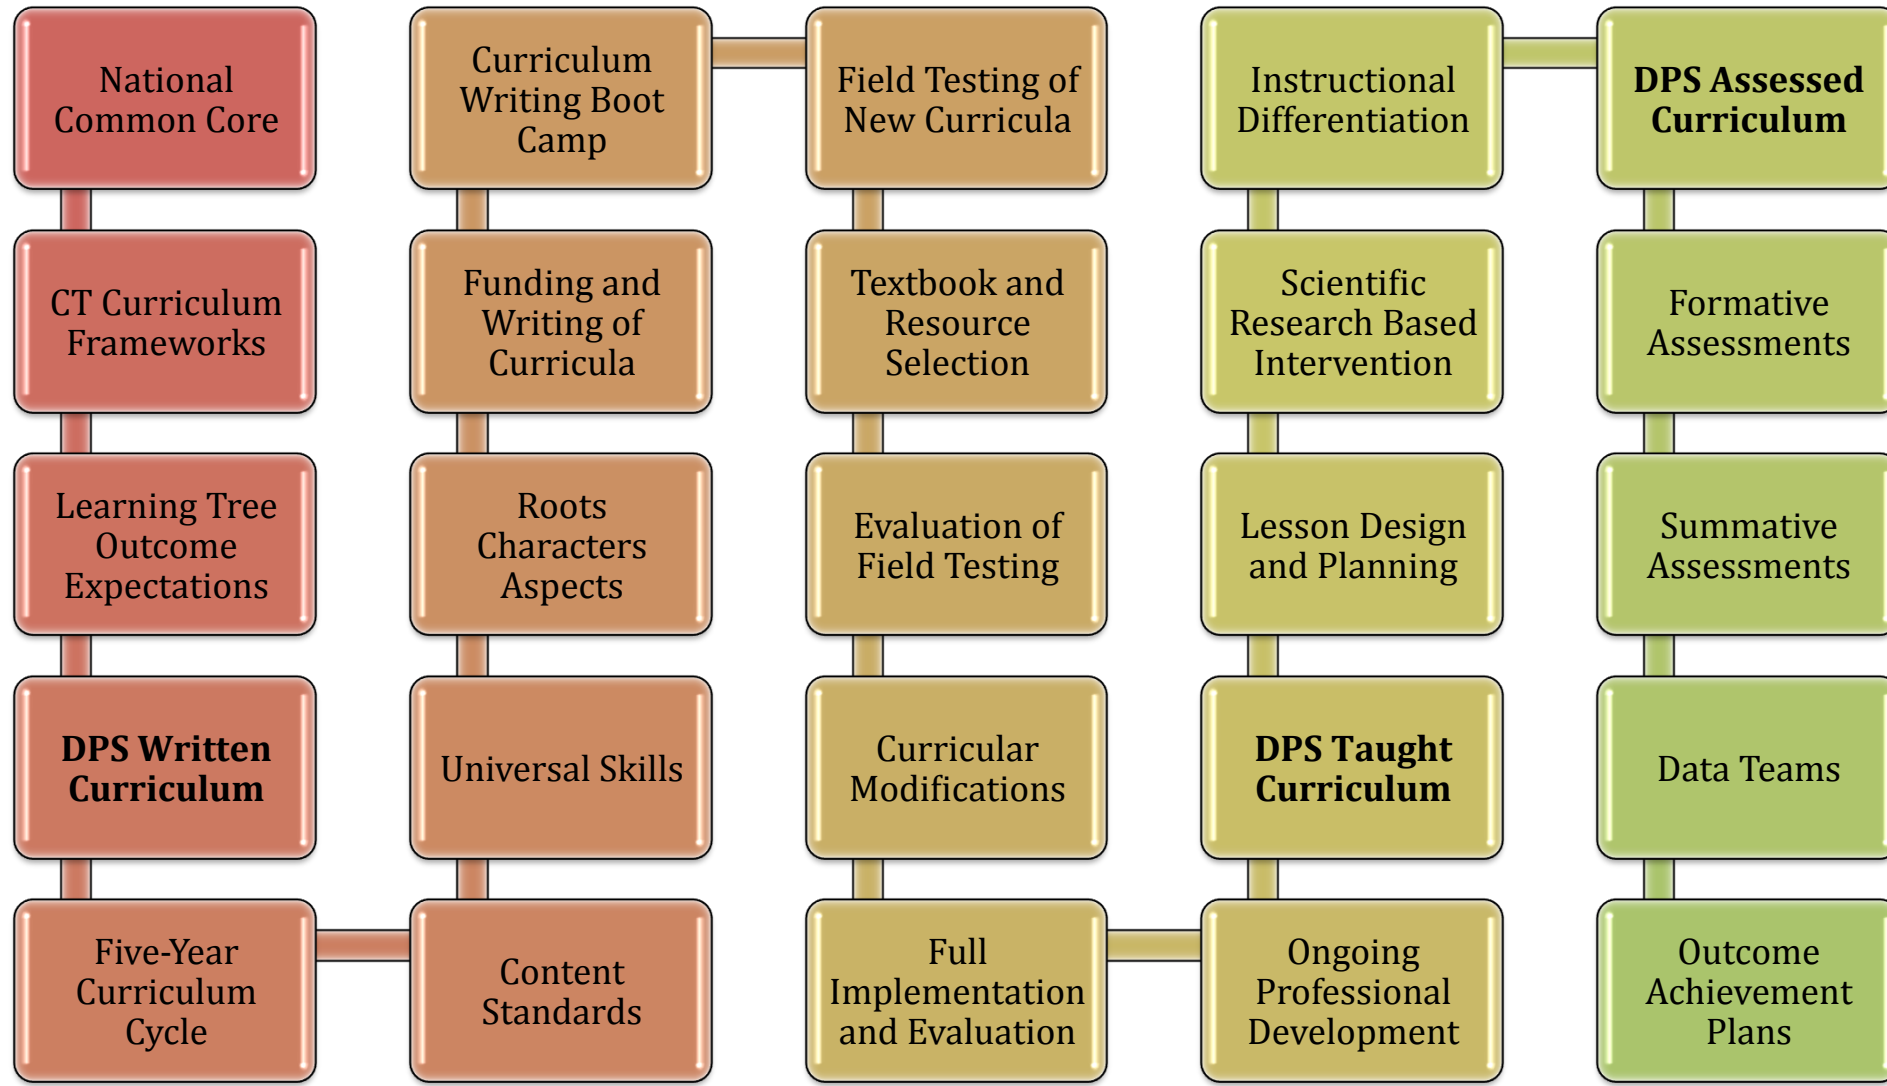 National
Common Core
CT Curriculum
Frameworks
Learning Tree
Outcome
Expectations
DPS Written
Curriculum
Five-Year
Curriculum
Cycle
Content
Standards
Universal Skills
Roots
Characters
Aspects
Funding and
Writing of
Curricula
Curriculum
Writing Boot
Camp
Field Testing of
New Curricula
Textbook and
Resource
Selection
Evaluation of
Field Testing
Curricular
Modifications
Full
Implementation
and Evaluation
Ongoing
Professional
Development
DPS Taught
Curriculum
Lesson Design
and Planning
Scientific
Research Based
Intervention
Instructional
Differentiation
DPS Assessed
Curriculum
Formative
Assessments
Summative
Assessments
Data Teams
Outcome
Achievement
Plans